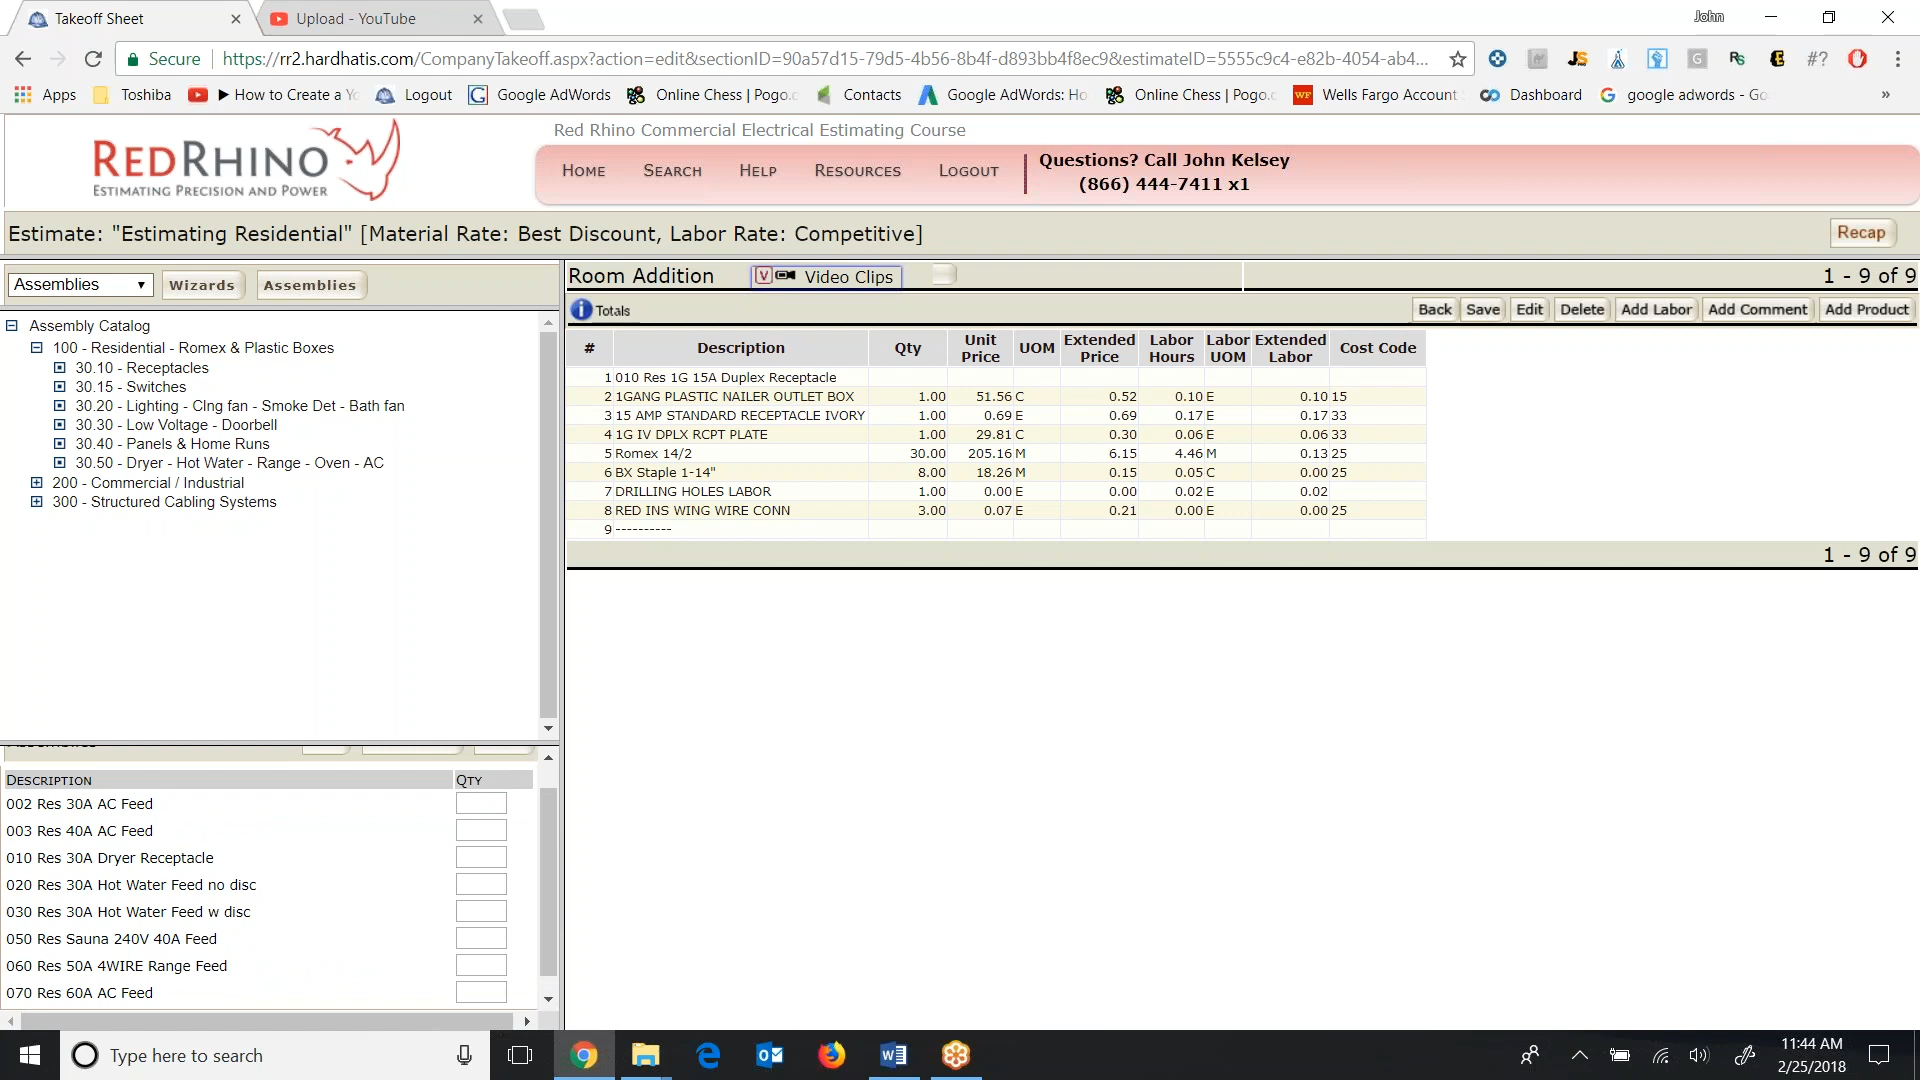 Takeoff Sheet
Upload - YouTube
John
Secure
https://rr2.hardhatis.com/CompanyTakeoff.aspx?action=edit&sectionID=90a57d15-79d5-4b56-8b4f-d893bb4f8ec9&estimateID=5555c9c4-e82b-4054-ab4...
Apps Toshiba ▶ How to Create a Yo Logout Google AdWords Online Chess | Pogo.c Contacts Google AdWords: Ho Online Chess | Pogo.c Wells Fargo Account Dashboard google adwords - Go »
REDRHINO
ESTIMATING PRECISION AND POWER
Red Rhino Commercial Electrical Estimating Course
HOME SEARCH HELP RESOURCES LOGOUT
Questions? Call John Kelsey
(866) 444-7411 x1
Estimate: "Estimating Residential" [Material Rate: Best Discount, Labor Rate: Competitive]
Recap
Assemblies Wizards Assemblies
Assembly Catalog
100 - Residential - Romex & Plastic Boxes
30.10 - Receptacles
30.15 - Switches
30.20 - Lighting - Clng fan - Smoke Det - Bath fan
30.30 - Low Voltage - Doorbell
30.40 - Panels & Home Runs
30.50 - Dryer - Hot Water - Range - Oven - AC
200 - Commercial / Industrial
300 - Structured Cabling Systems
DESCRIPTION QTY
002 Res 30A AC Feed
003 Res 40A AC Feed
010 Res 30A Dryer Receptacle
020 Res 30A Hot Water Feed no disc
030 Res 30A Hot Water Feed w disc
050 Res Sauna 240V 40A Feed
060 Res 50A 4WIRE Range Feed
070 Res 60A AC Feed
Room Addition V Video Clips 1 - 9 of 9
Totals
Back Save Edit Delete Add Labor Add Comment Add Product
# Description Qty Unit Price UOM Extended Price Labor Hours Labor UOM Extended Labor Cost Code
1 010 Res 1G 15A Duplex Receptacle
2 1GANG PLASTIC NAILER OUTLET BOX 1.00 51.56 C 0.52 0.10 E 0.10 15
3 15 AMP STANDARD RECEPTACLE IVORY 1.00 0.69 E 0.69 0.17 E 0.17 33
4 1G IV DPLX RCPT PLATE 1.00 29.81 C 0.30 0.06 E 0.06 33
5 Romex 14/2 30.00 205.16 M 6.15 4.46 M 0.13 25
6 BX Staple 1-14" 8.00 18.26 M 0.15 0.05 C 0.00 25
7 DRILLING HOLES LABOR 1.00 0.00 E 0.00 0.02 E 0.02
8 RED INS WING WIRE CONN 3.00 0.07 E 0.21 0.00 E 0.00 25
9 ----------
1 - 9 of 9
Type here to search
11:44 AM
2/25/2018